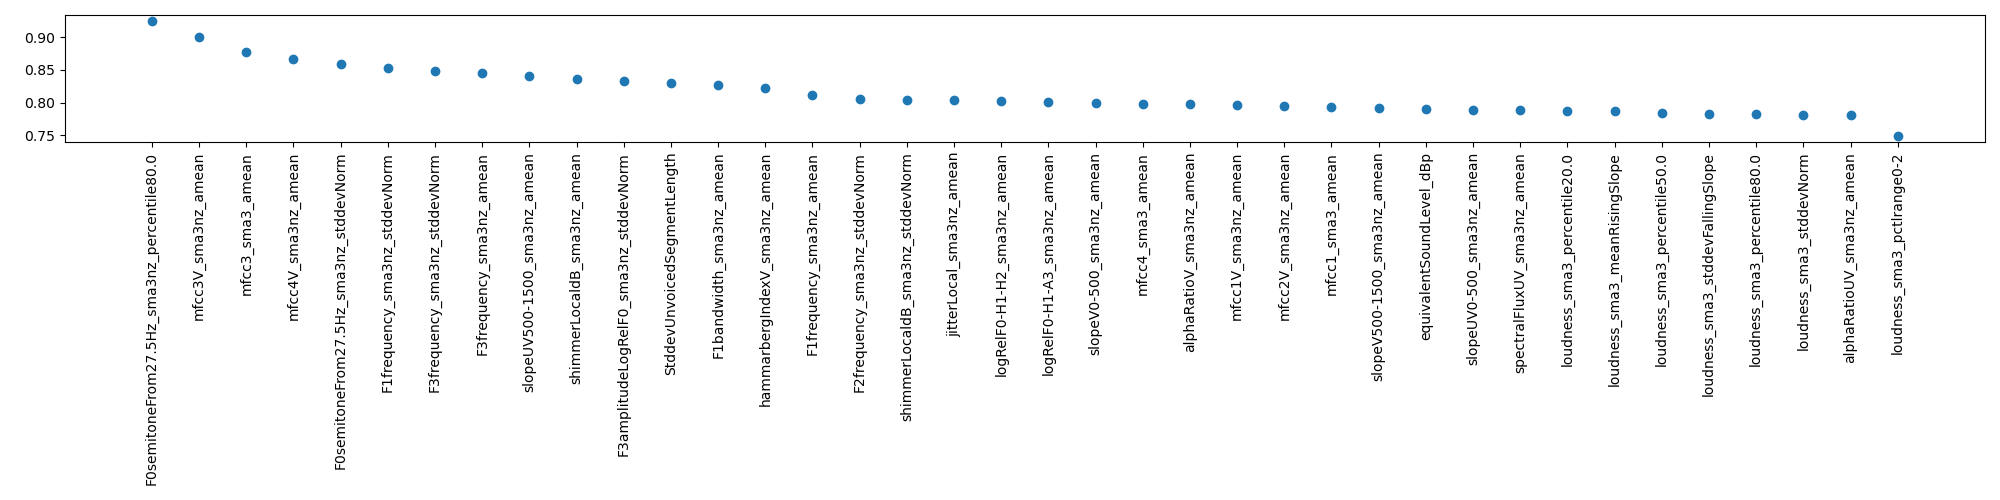 0.90
0.85
0.80
0.75
F0semitoneFrom27.5Hz_sma3nz_percentile80.0
mfcc3V_sma3nz_amean
mfcc3_sma3_amean
mfcc4V_sma3nz_amean
F0semitoneFrom27.5Hz_sma3nz_stddevNorm
F1frequency_sma3nz_stddevNorm
F3frequency_sma3nz_stddevNorm
F3frequency_sma3nz_amean
slopeUV500-1500_sma3nz_amean
shimmerLocaldB_sma3nz_amean
F3amplitudeLogRelF0_sma3nz_stddevNorm
StddevUnvoicedSegmentLength
F1bandwidth_sma3nz_amean
hammarbergIndexV_sma3nz_amean
F1frequency_sma3nz_amean
F2frequency_sma3nz_stddevNorm
shimmerLocaldB_sma3nz_stddevNorm
jitterLocal_sma3nz_amean
logRelF0-H1-H2_sma3nz_amean
logRelF0-H1-A3_sma3nz_amean
slopeV0-500_sma3nz_amean
mfcc4_sma3_amean
alphaRatioV_sma3nz_amean
mfcc1V_sma3nz_amean
mfcc2V_sma3nz_amean
mfcc1_sma3_amean
slopeV500-1500_sma3nz_amean
equivalentSoundLevel_dBp
slopeUV0-500_sma3nz_amean
spectralFluxUV_sma3nz_amean
loudness_sma3_percentile20.0
loudness_sma3_meanRisingSlope
loudness_sma3_percentile50.0
loudness_sma3_stddevFallingSlope
loudness_sma3_percentile80.0
loudness_sma3_stddevNorm
alphaRatioUV_sma3nz_amean
loudness_sma3_pctlrange0-2